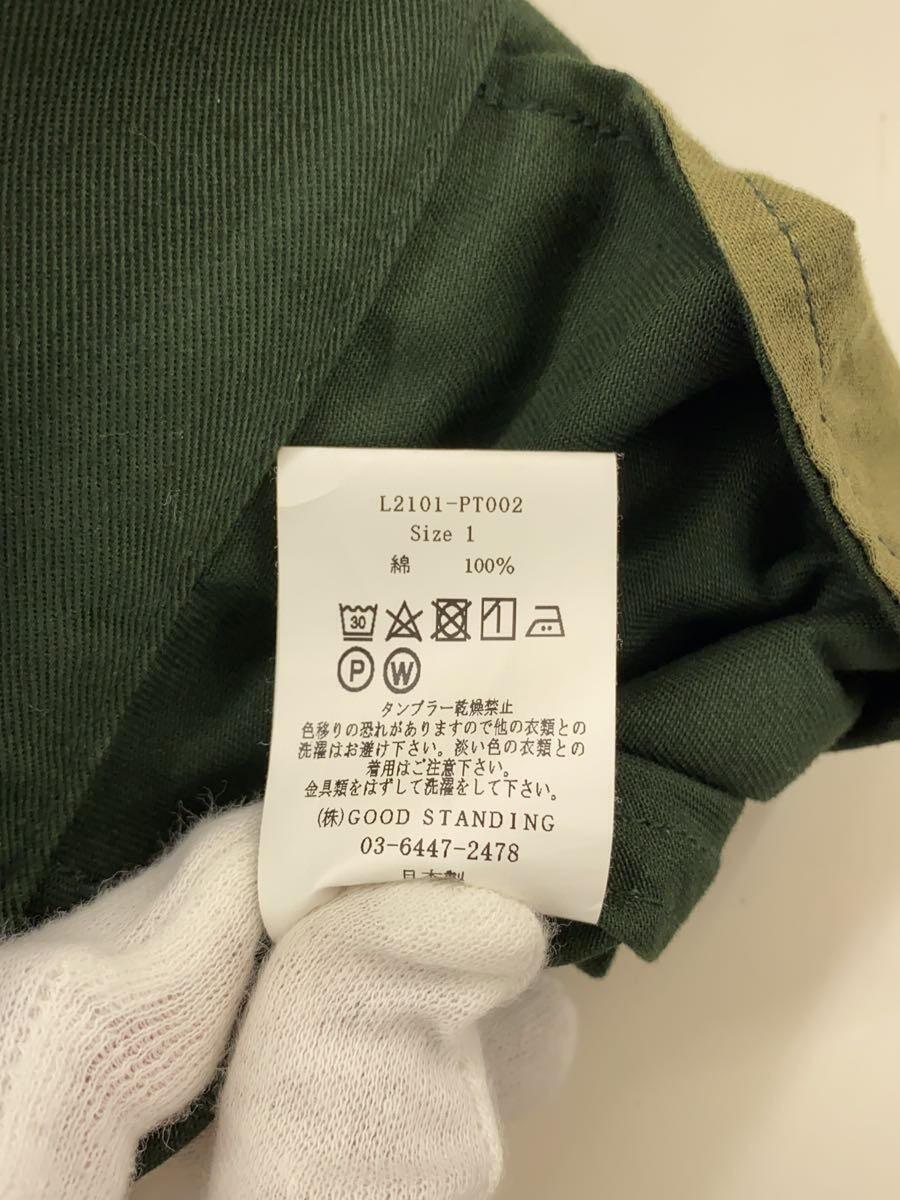 L2101-PT002
Size 1
綿 100%
30
P W
タンブラー乾燥禁止
色移りの恐れがありますので他の衣類との
洗濯はお避け下さい。淡い色の衣類との
着用はご注意下さい。
金具類をはずして洗濯をして下さい。
(株)GOOD STANDING
03-6447-2478
日本製